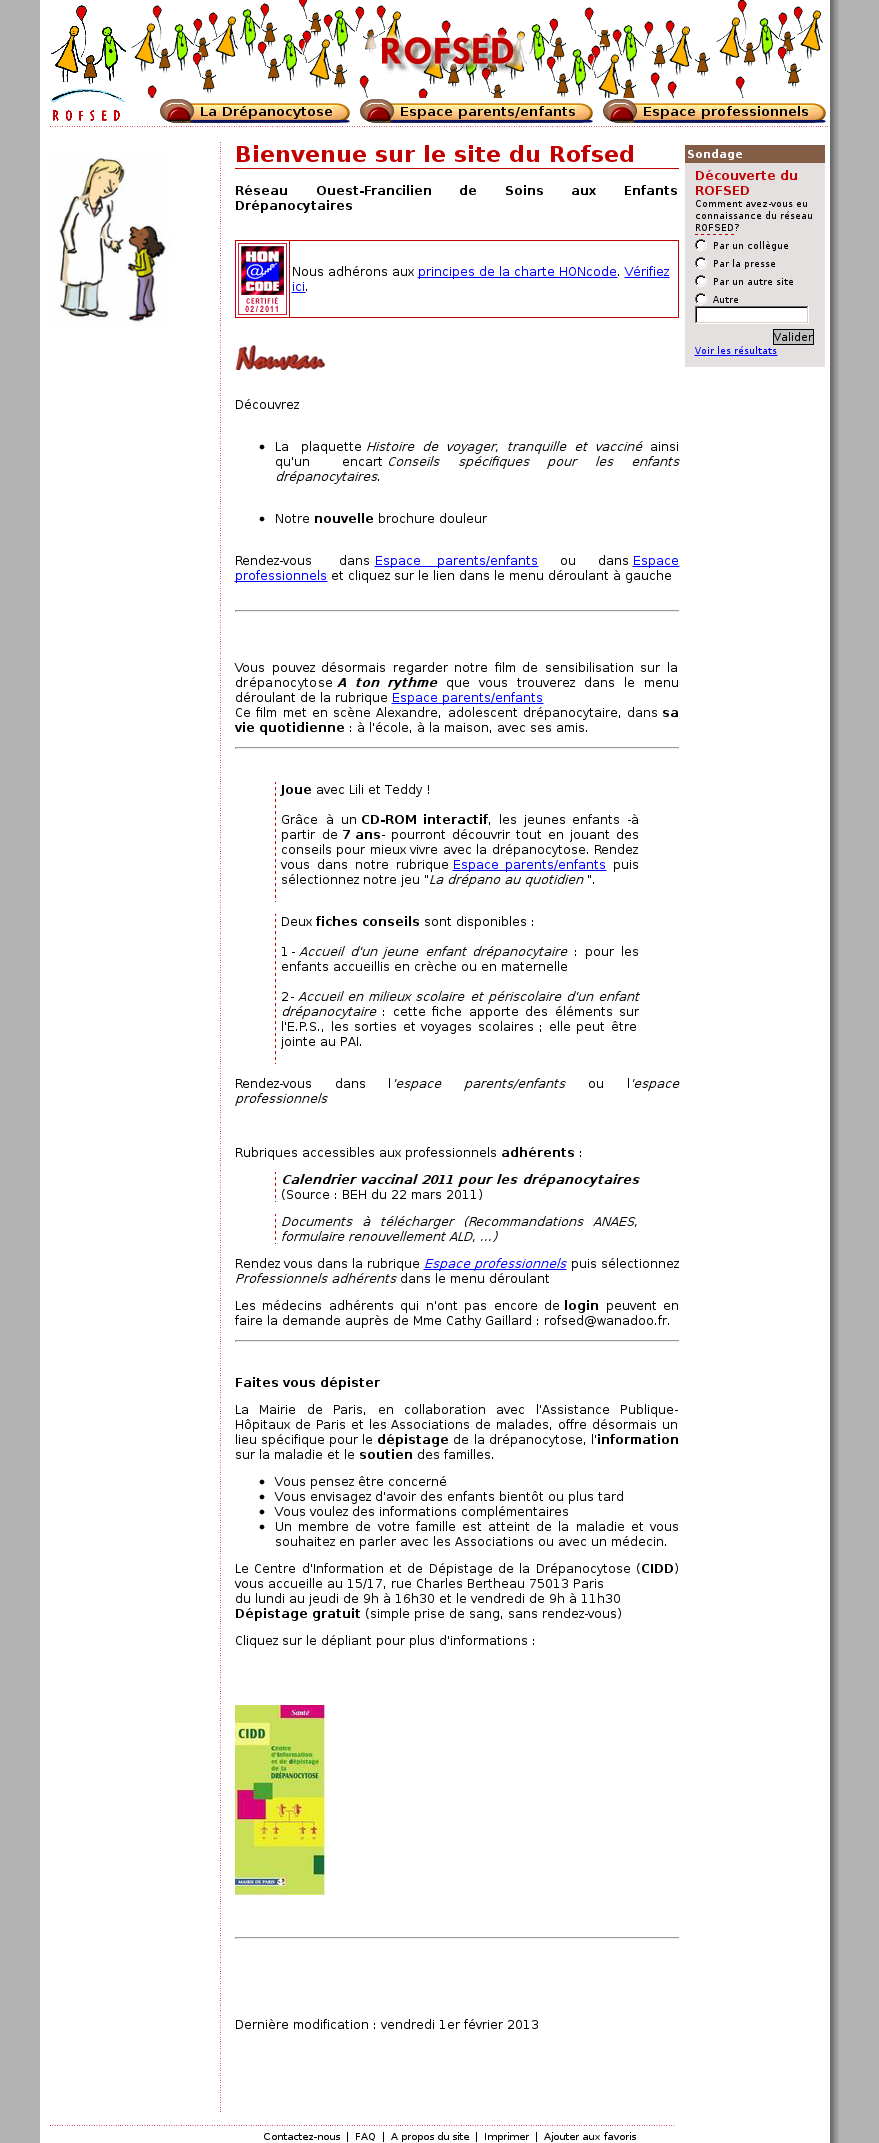 ROFSED
ROFSED
La Drépanocytose
Espace parents/enfants
Espace professionnels
Bienvenue sur le site du Rofsed
Réseau Ouest-Francilien de Soins aux Enfants
Drépanocytaires
HON
@
CODE
CERTIFIÉ
02/2011
Nous adhérons aux principes de la charte HONcode. Vérifiez
ici.
Nouveau
Découvrez
• La plaquette Histoire de voyager, tranquille et vacciné ainsi
qu'un encart Conseils spécifiques pour les enfants
drépanocytaires.
• Notre nouvelle brochure douleur
Rendez-vous dans Espace parents/enfants ou dans Espace
professionnels et cliquez sur le lien dans le menu déroulant à gauche
Vous pouvez désormais regarder notre film de sensibilisation sur la
drépanocytose A ton rythme que vous trouverez dans le menu
déroulant de la rubrique Espace parents/enfants
Ce film met en scène Alexandre, adolescent drépanocytaire, dans sa
vie quotidienne : à l'école, à la maison, avec ses amis.
Joue avec Lili et Teddy !
Grâce à un CD-ROM interactif, les jeunes enfants -à
partir de 7 ans- pourront découvrir tout en jouant des
conseils pour mieux vivre avec la drépanocytose. Rendez
vous dans notre rubrique Espace parents/enfants puis
sélectionnez notre jeu "La drépano au quotidien ".
Deux fiches conseils sont disponibles :
1 - Accueil d'un jeune enfant drépanocytaire : pour les
enfants accueillis en crèche ou en maternelle
2- Accueil en milieux scolaire et périscolaire d'un enfant
drépanocytaire : cette fiche apporte des éléments sur
l'E.P.S., les sorties et voyages scolaires ; elle peut être
jointe au PAI.
Rendez-vous dans l'espace parents/enfants ou l'espace
professionnels
Rubriques accessibles aux professionnels adhérents :
Calendrier vaccinal 2011 pour les drépanocytaires
(Source : BEH du 22 mars 2011)
Documents à télécharger (Recommandations ANAES,
formulaire renouvellement ALD, ...)
Rendez vous dans la rubrique Espace professionnels puis sélectionnez
Professionnels adhérents dans le menu déroulant
Les médecins adhérents qui n'ont pas encore de login peuvent en
faire la demande auprès de Mme Cathy Gaillard : rofsed@wanadoo.fr.
Faites vous dépister
La Mairie de Paris, en collaboration avec l'Assistance Publique-
Hôpitaux de Paris et les Associations de malades, offre désormais un
lieu spécifique pour le dépistage de la drépanocytose, l'information
sur la maladie et le soutien des familles.
• Vous pensez être concerné
• Vous envisagez d'avoir des enfants bientôt ou plus tard
• Vous voulez des informations complémentaires
• Un membre de votre famille est atteint de la maladie et vous
souhaitez en parler avec les Associations ou avec un médecin.
Le Centre d'Information et de Dépistage de la Drépanocytose (CIDD)
vous accueille au 15/17, rue Charles Bertheau 75013 Paris
du lundi au jeudi de 9h à 16h30 et le vendredi de 9h à 11h30
Dépistage gratuit (simple prise de sang, sans rendez-vous)
Cliquez sur le dépliant pour plus d'informations :
Santé
CIDD
Centre
d'Information
et de dépistage
de la
DRÉPANOCYTOSE
MAIRIE DE PARIS
Dernière modification : vendredi 1er février 2013
Sondage
Découverte du
ROFSED
Comment avez-vous eu
connaissance du réseau
ROFSED?
Par un collègue
Par la presse
Par un autre site
Autre
Valider
Voir les résultats
Contactez-nous | FAQ | A propos du site | Imprimer | Ajouter aux favoris